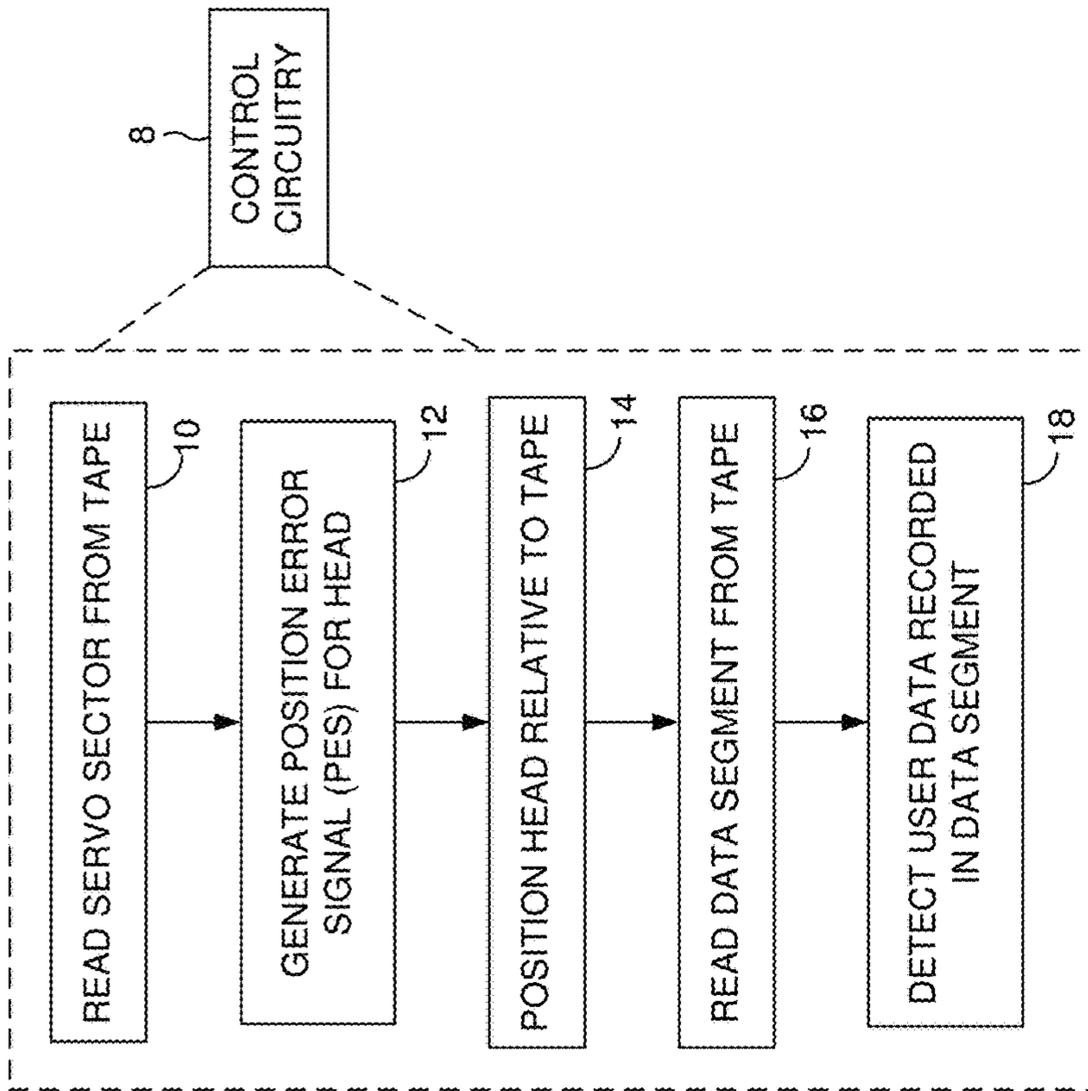 8
CONTROL
CIRCUITRY
READ SERVO SECTOR FROM TAPE
10
GENERATE POSITION ERROR
SIGNAL (PES) FOR HEAD
12
POSITION HEAD RELATIVE TO TAPE
14
READ DATA SEGMENT FROM TAPE
16
DETECT USER DATA RECORDED
IN DATA SEGMENT
18